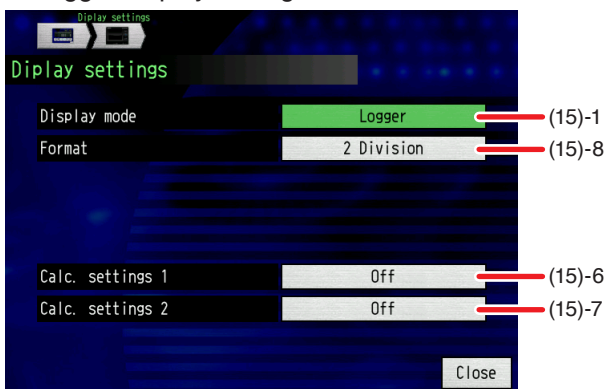 Diplay settings
Diplay settings
Display mode Logger (15)-1
Format 2 Division (15)-8
Calc. settings 1 Off (15)-6
Calc. settings 2 Off (15)-7
Close